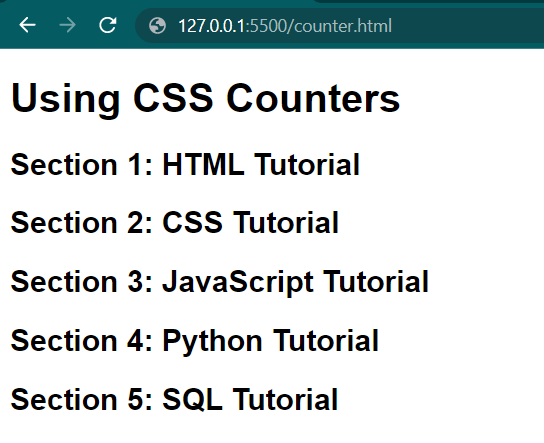 127.0.0.1:5500/counter.html
Using CSS Counters
Section 1: HTML Tutorial
Section 2: CSS Tutorial
Section 3: JavaScript Tutorial
Section 4: Python Tutorial
Section 5: SQL Tutorial